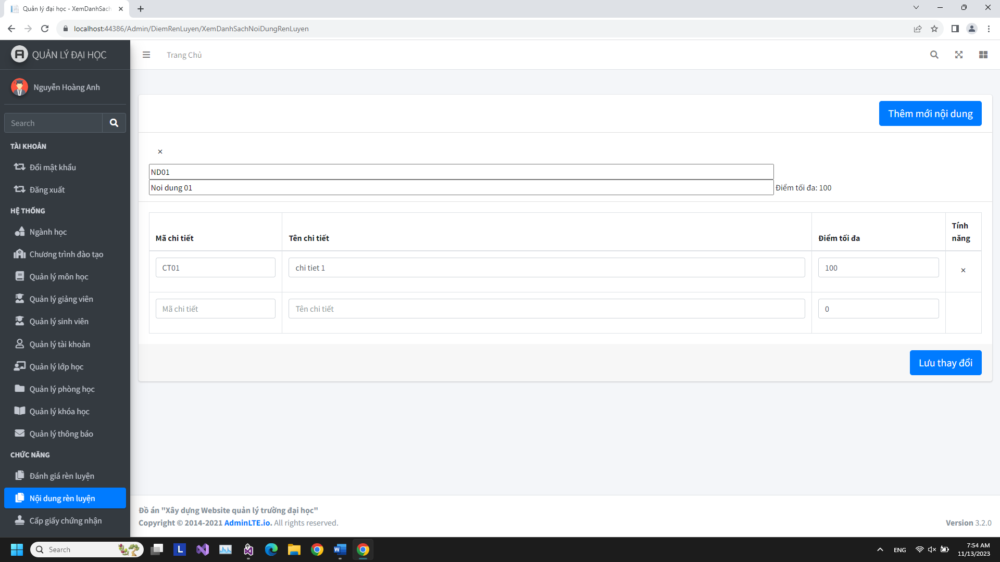 Quản lý đại học - XemDanhSach
localhost:44386/Admin/DiemRenLuyen/XemDanhSachNoiDungRenLuyen
QUẢN LÝ ĐẠI HỌC
Trang Chủ
Nguyễn Hoàng Anh
Search
TÀI KHOẢN
Đổi mật khẩu
Đăng xuất
HỆ THỐNG
Ngành học
Chương trình đào tạo
Quản lý môn học
Quản lý giảng viên
Quản lý sinh viên
Quản lý tài khoản
Quản lý lớp học
Quản lý phòng học
Quản lý khóa học
Quản lý thông báo
CHỨC NĂNG
Đánh giá rèn luyện
Nội dung rèn luyện
Cấp giấy chứng nhận
Thêm mới nội dung
×
ND01
Noi dung 01 Điểm tối đa: 100
Mã chi tiết Tên chi tiết Điểm tối đa Tính năng
CT01 chi tiet 1 100 ×
Mã chi tiết Tên chi tiết 0
Lưu thay đổi
Đồ án "Xây dựng Website quản lý trường đại học"
Copyright © 2014-2021 AdminLTE.io. All rights reserved.
Version 3.2.0
Search
L
W
ENG
7:54 AM
11/13/2023